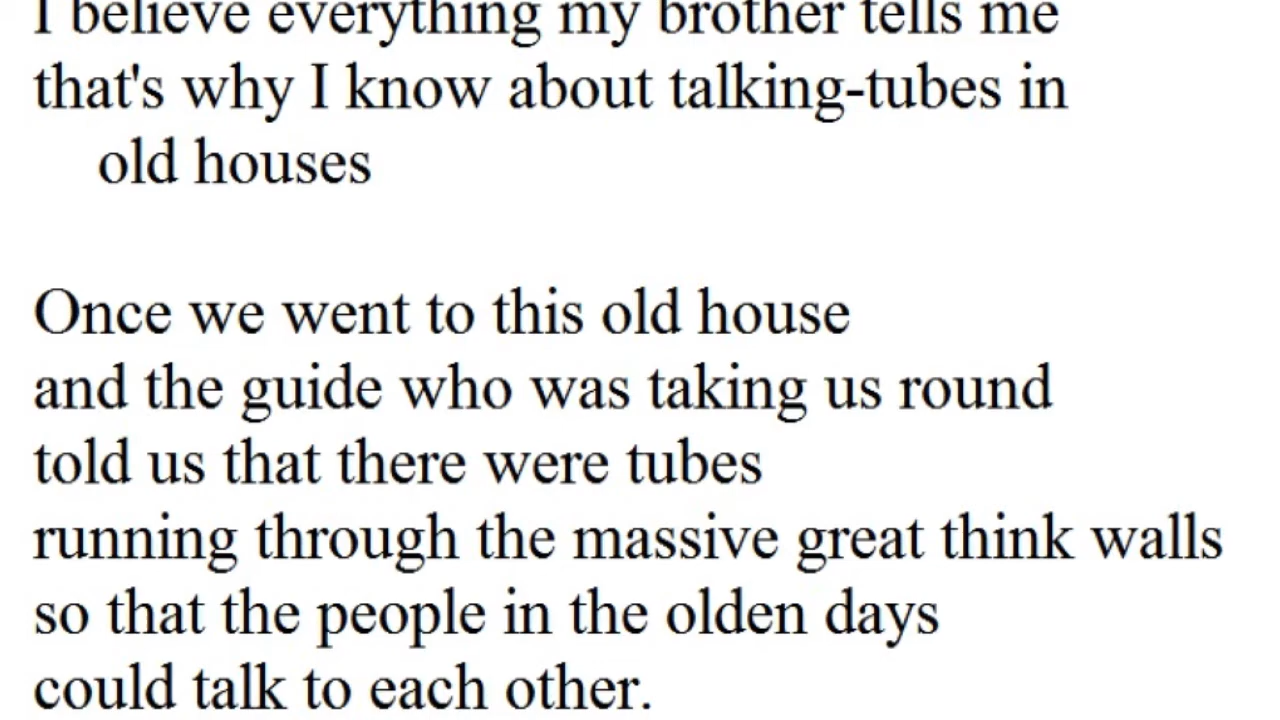 I believe everything my brother tells me
that's why I know about talking-tubes in
old houses
Once we went to this old house
and the guide who was taking us round
told us that there were tubes
running through the massive great think walls
so that the people in the olden days
could talk to each other.